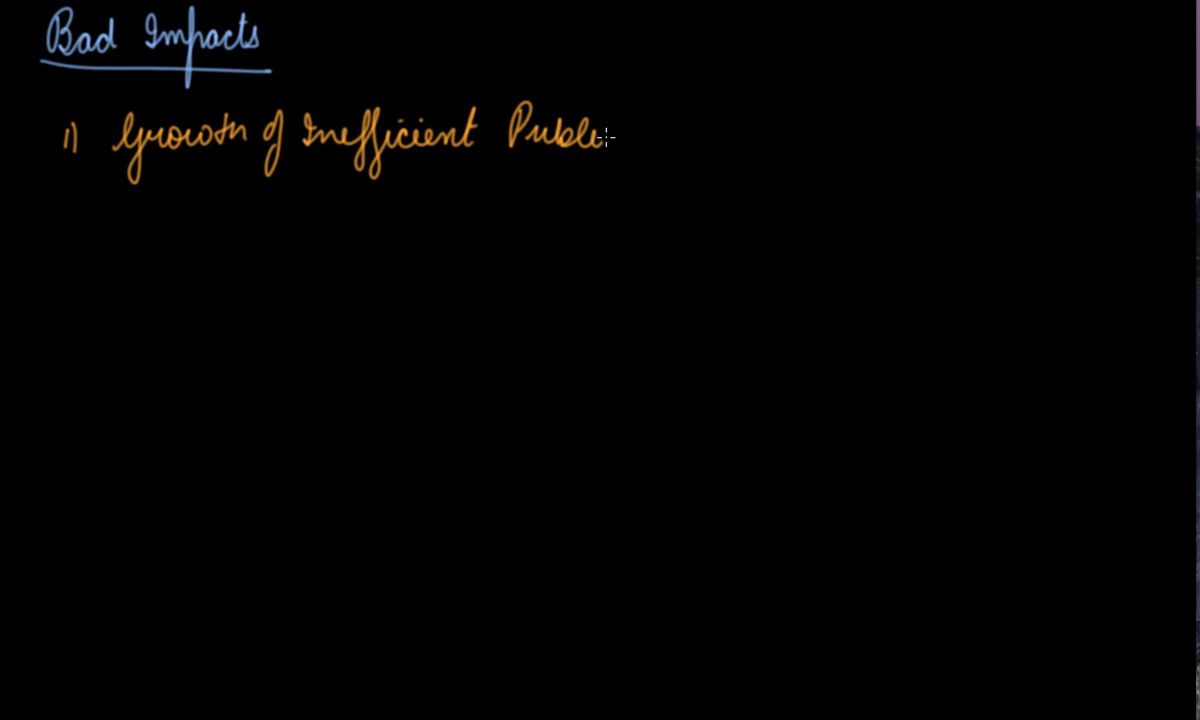 Bad Impacts
1) Growth of Inefficient Publi